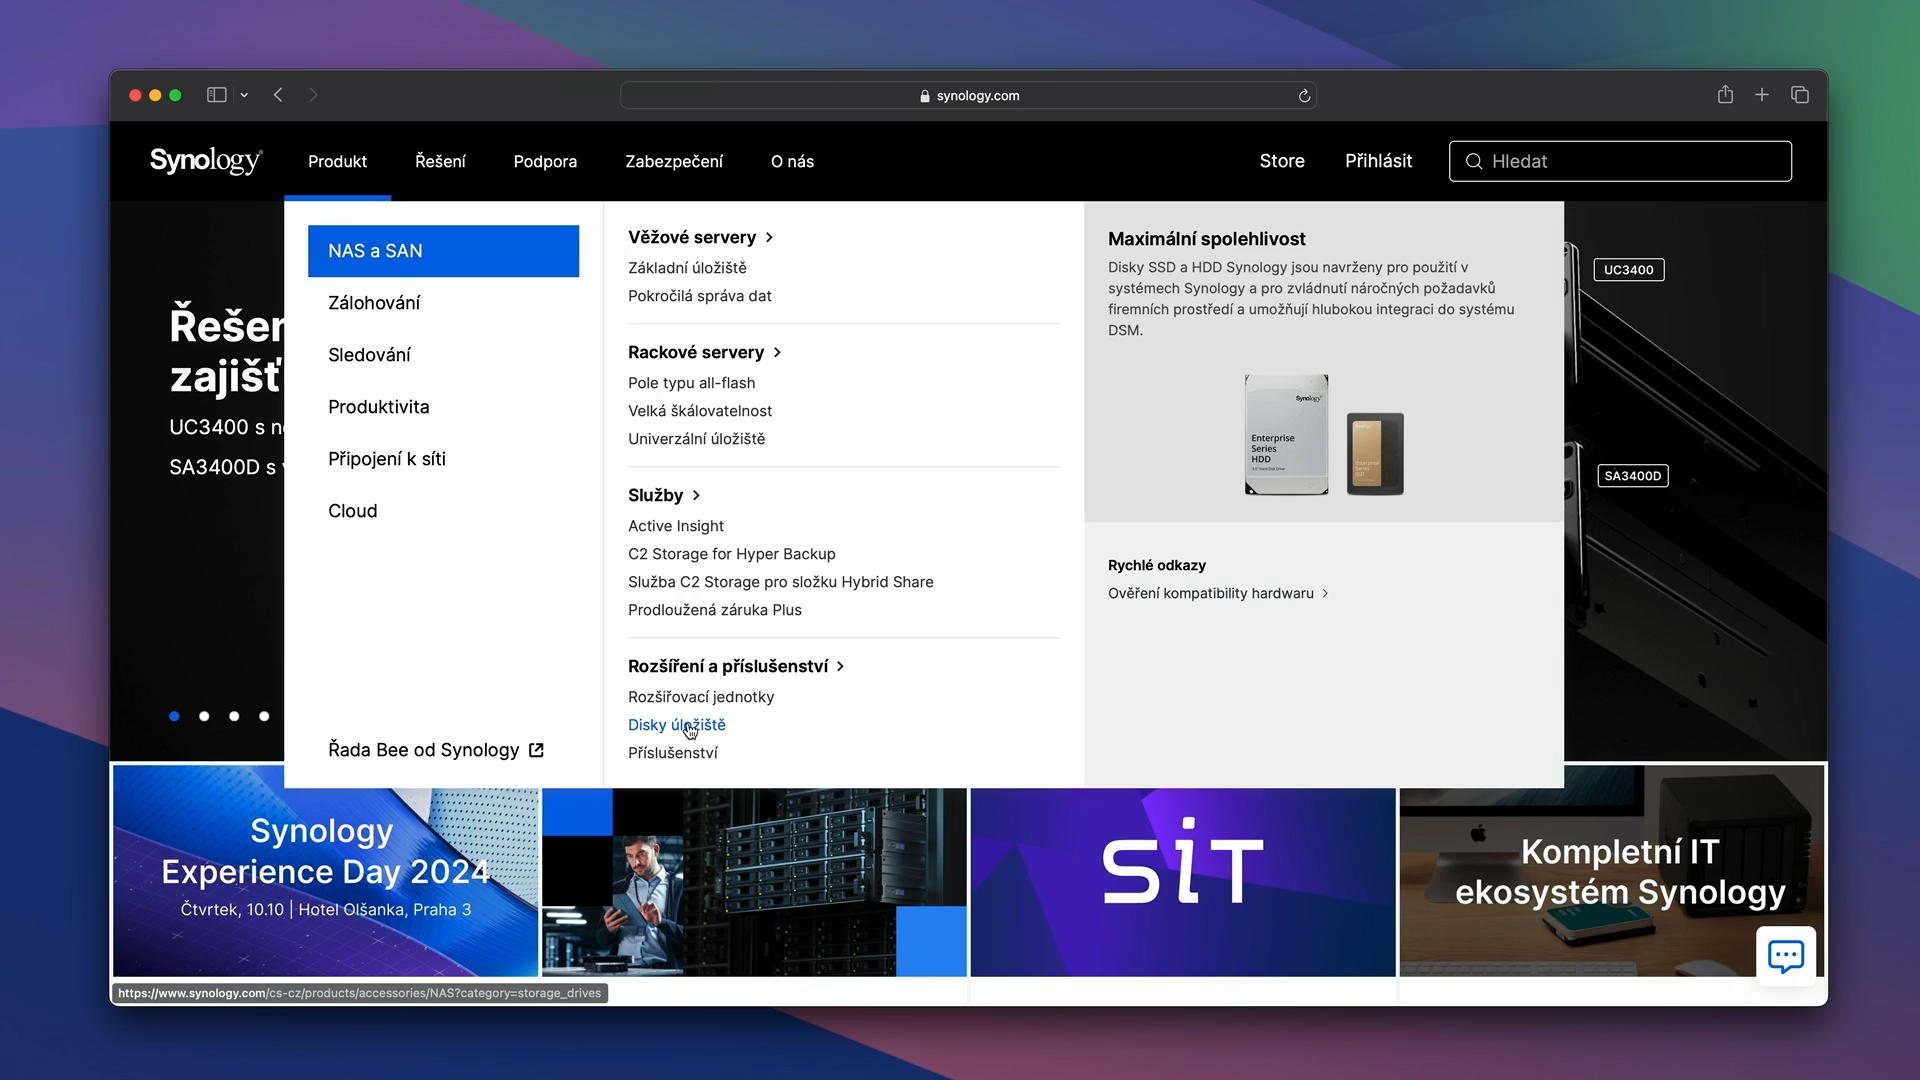 synology.com
Synology
Produkt
Řešení
Podpora
Zabezpečení
O nás
Store
Přihlásit
Hledat
NAS a SAN
Zálohování
Sledování
Produktivita
Připojení k síti
Cloud
Řada Bee od Synology
Věžové servery
Základní úložiště
Pokročilá správa dat
Rackové servery
Pole typu all-flash
Velká škálovatelnost
Univerzální úložiště
Služby
Active Insight
C2 Storage for Hyper Backup
Služba C2 Storage pro složku Hybrid Share
Prodloužená záruka Plus
Rozšíření a příslušenství
Rozšiřovací jednotky
Disky úložiště
Příslušenství
Maximální spolehlivost
Disky SSD a HDD Synology jsou navrženy pro použití v
systémech Synology a pro zvládnutí náročných požadavků
firemních prostředí a umožňují hlubokou integraci do systému
DSM.
Synology
Enterprise
Series
HDD
Rychlé odkazy
Ověření kompatibility hardwaru
Řešen
zajišť
UC3400 s n
SA3400D s
UC3400
SA3400D
Synology
Experience Day 2024
Čtvrtek, 10.10 | Hotel Olšanka, Praha 3
SiT
Kompletní IT
ekosystém Synology
https://www.synology.com/cs-cz/products/accessories/NAS?category=storage_drives